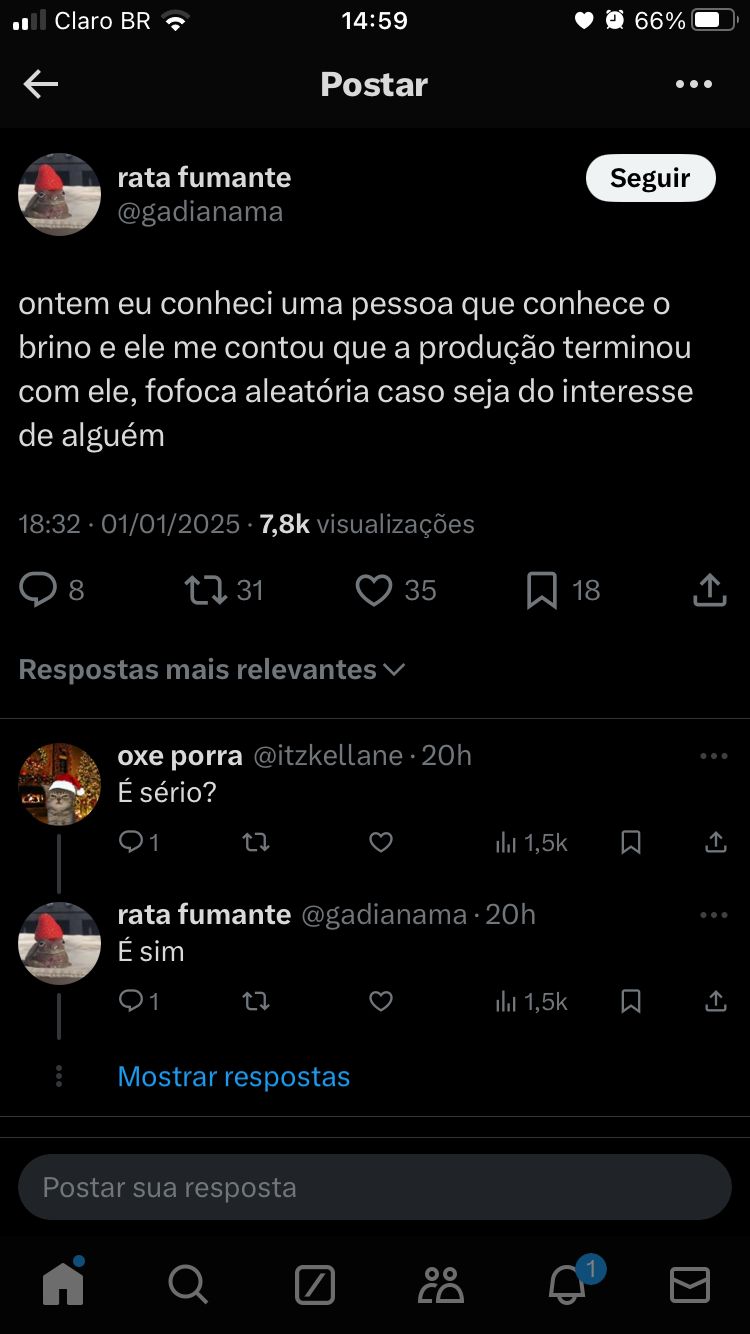 Claro BR 14:59 66%
Postar
rata fumante
@gadianama
Seguir
ontem eu conheci uma pessoa que conhece o
brino e ele me contou que a produção terminou
com ele, fofoca aleatória caso seja do interesse
de alguém
18:32 · 01/01/2025 · 7,8k visualizações
8 31 35 18
Respostas mais relevantes
oxe porra @itzkellane · 20h
É sério?
1 1,5k
rata fumante @gadianama · 20h
É sim
1 1,5k
Mostrar respostas
Postar sua resposta
1